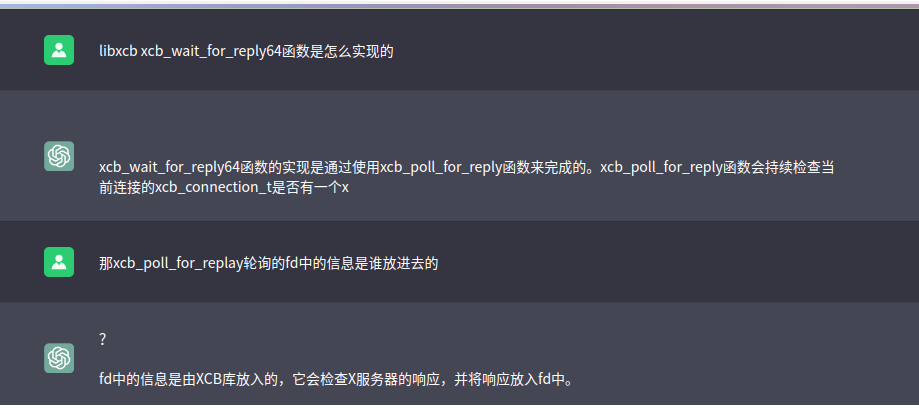 libxcb xcb_wait_for_reply64函数是怎么实现的
xcb_wait_for_reply64函数的实现是通过使用xcb_poll_for_reply函数来完成的。xcb_poll_for_reply函数会持续检查当
前连接的xcb_connection_t是否有一个x
那xcb_poll_for_replay轮询的fd中的信息是谁放进去的
？
fd中的信息是由XCB库放入的，它会检查X服务器的响应，并将响应放入fd中。